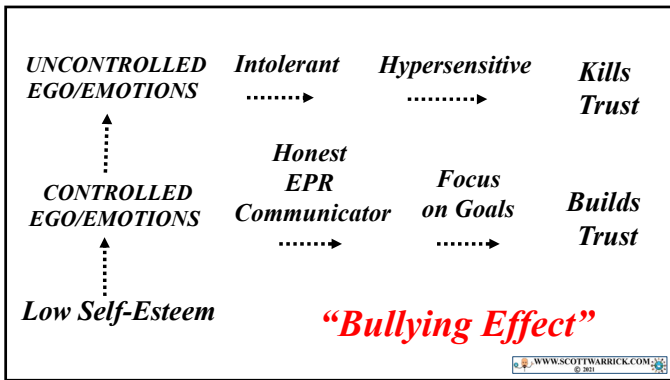 UNCONTROLLED
EGO/EMOTIONS
Intolerant
Hypersensitive
Kills
Trust
CONTROLLED
EGO/EMOTIONS
Honest
EPR
Communicator
Focus
on Goals
Builds
Trust
Low Self-Esteem
“Bullying Effect”
WWW.SCOTTWARRICK.COM
© 2021